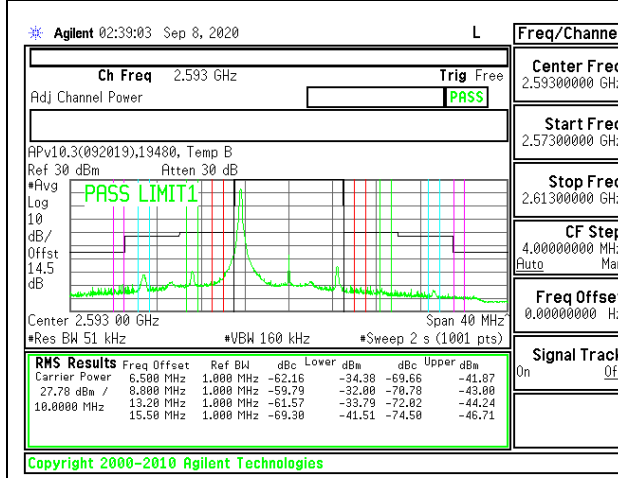 Agilent 02:39:03 Sep 8, 2020 L
Freq/Channe
Ch Freq 2.593 GHz Trig Free
Adj Channel Power PASS
Center Freq
2.59300000 GHz
Start Freq
2.57300000 GHz
Stop Freq
2.61300000 GHz
CF Step
4.00000000 MHz
Auto Man
Freq Offset
0.00000000 Hz
Signal Track
On Of
APv10.3(092019),19480, Temp B
Ref 30 dBm Atten 30 dB
#Avg
Log
10
dB/
Offst
14.5
dB
PASS LIMIT1
Center 2.593 00 GHz Span 40 MHz
#Res BW 51 kHz #VBW 160 kHz #Sweep 2 s (1001 pts)
RMS Results Freq Offset Ref BW dBc Lower dBm dBc Upper dBm
Carrier Power 6.500 MHz 1.000 MHz -62.16 -34.38 -69.66 -41.87
27.78 dBm / 8.800 MHz 1.000 MHz -59.79 -32.00 -70.78 -43.00
10.0000 MHz 13.20 MHz 1.000 MHz -61.57 -33.79 -72.02 -44.24
15.50 MHz 1.000 MHz -69.30 -41.51 -74.50 -46.71
Copyright 2000-2010 Agilent Technologies